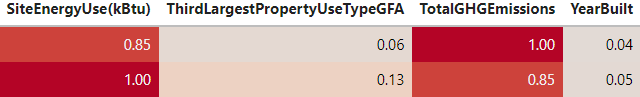 SiteEnergyUse(kBtu) ThirdLargestPropertyUseTypeGFA TotalGHGEmissions YearBuilt
0.85 0.06 1.00 0.04
1.00 0.13 0.85 0.05